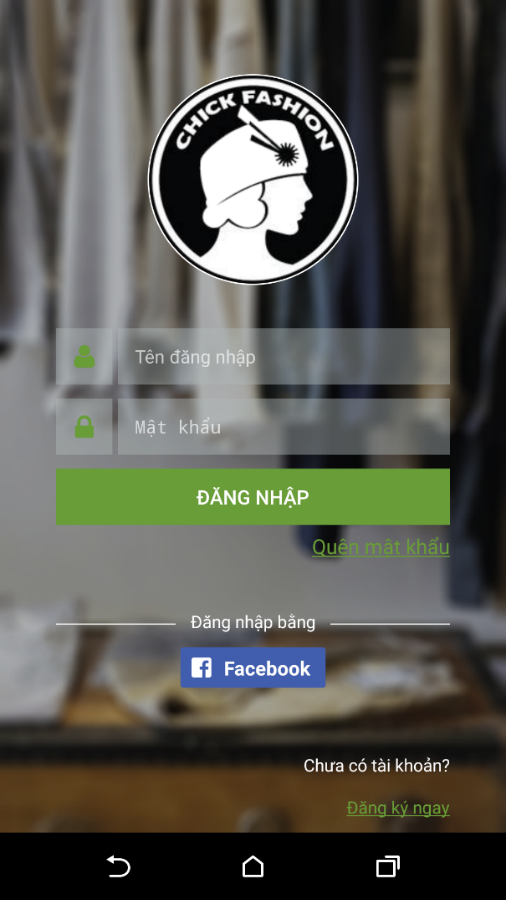 CHICK FASHION
Tên đăng nhập
Mật khẩu
ĐĂNG NHẬP
Quên mât khẩu
Đăng nhập bằng
Facebook
Chưa có tài khoản?
Đăng ký ngay